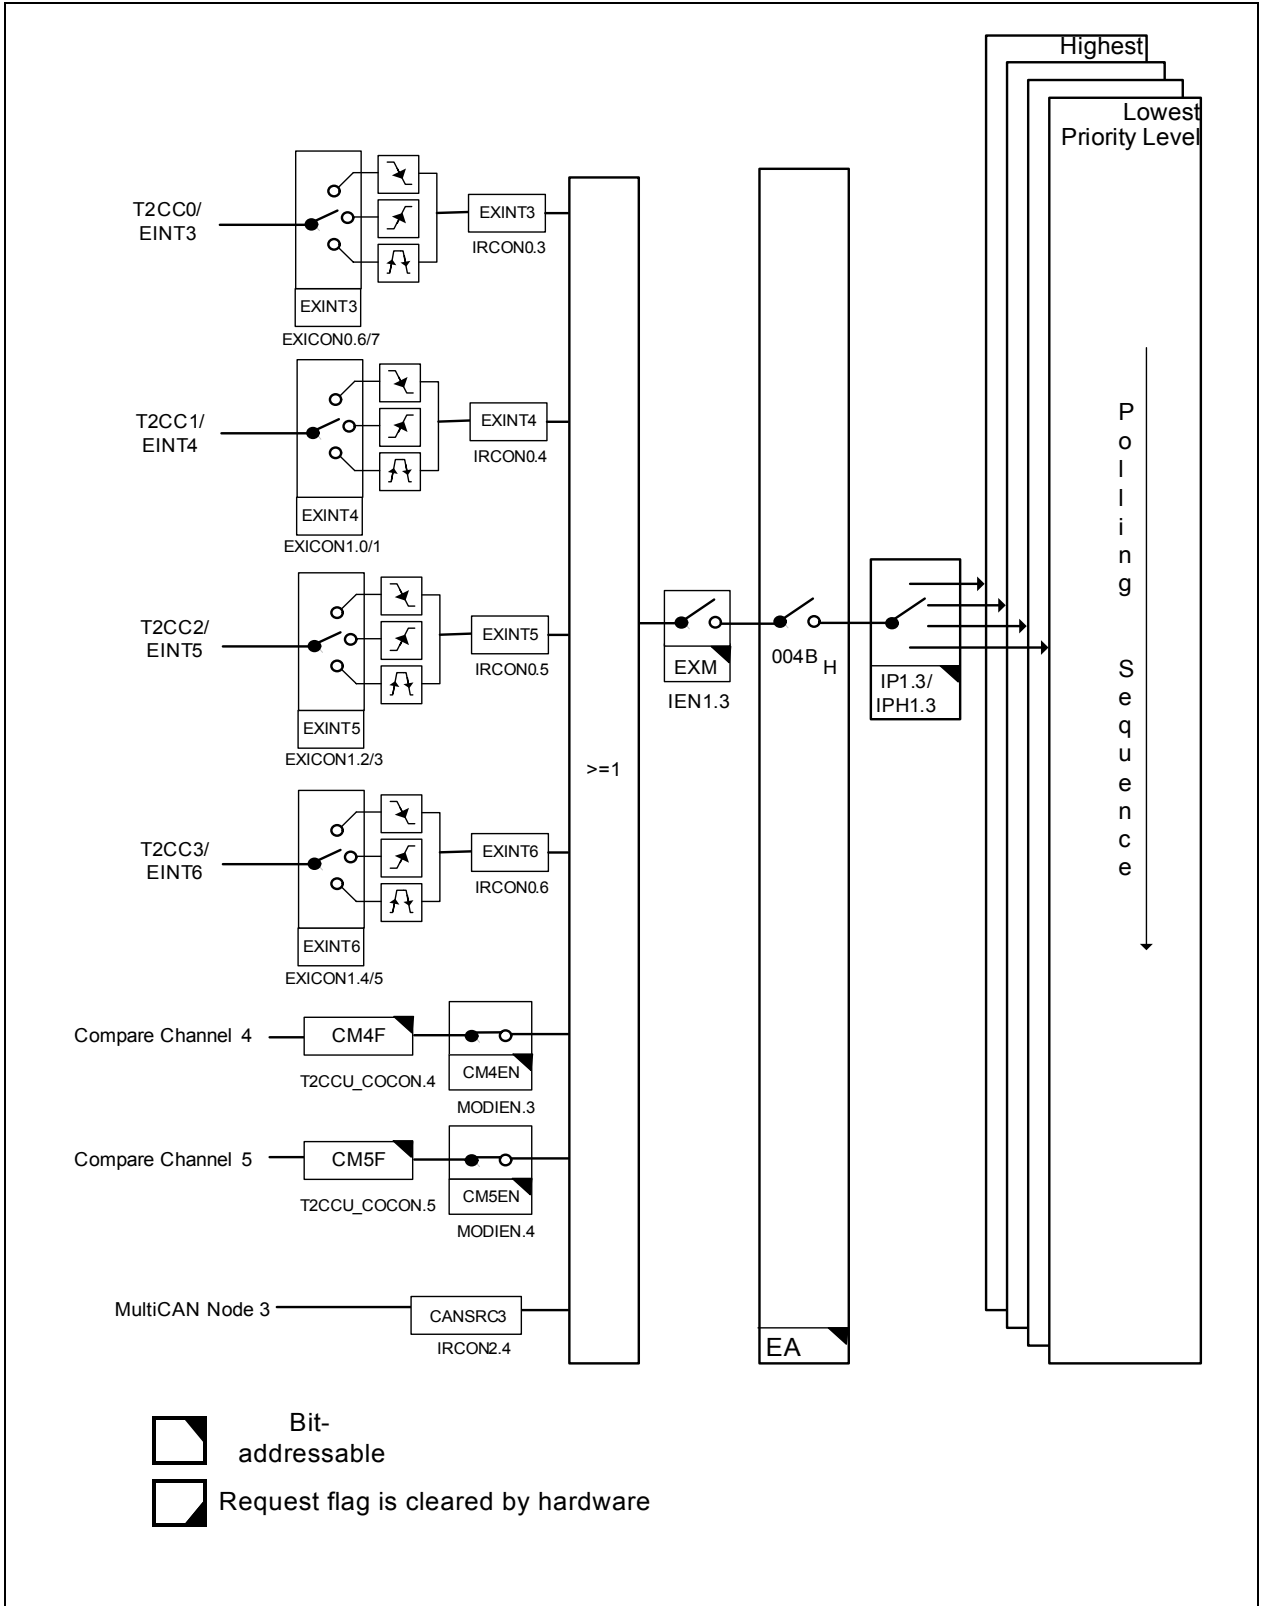 Highest
Lowest
Priority Level
T2CC0/
EINT3
EXINT3
IRCON0.3
EXINT3
EXICON0.6/7
T2CC1/
EINT4
EXINT4
IRCON0.4
EXINT4
EXICON1.0/1
T2CC2/
EINT5
EXINT5
IRCON0.5
EXINT5
EXICON1.2/3
T2CC3/
EINT6
EXINT6
IRCON0.6
EXINT6
EXICON1.4/5
Compare Channel 4
CM4F
T2CCU_COCON.4
CM4EN
MODIEN.3
Compare Channel 5
CM5F
T2CCU_COCON.5
CM5EN
MODIEN.4
MultiCAN Node 3
CANSRC3
IRCON2.4
>=1
EXM
IEN1.3
004B H
EA
IP1.3/
IPH1.3
Polling Sequence
Bit-
addressable
Request flag is cleared by hardware